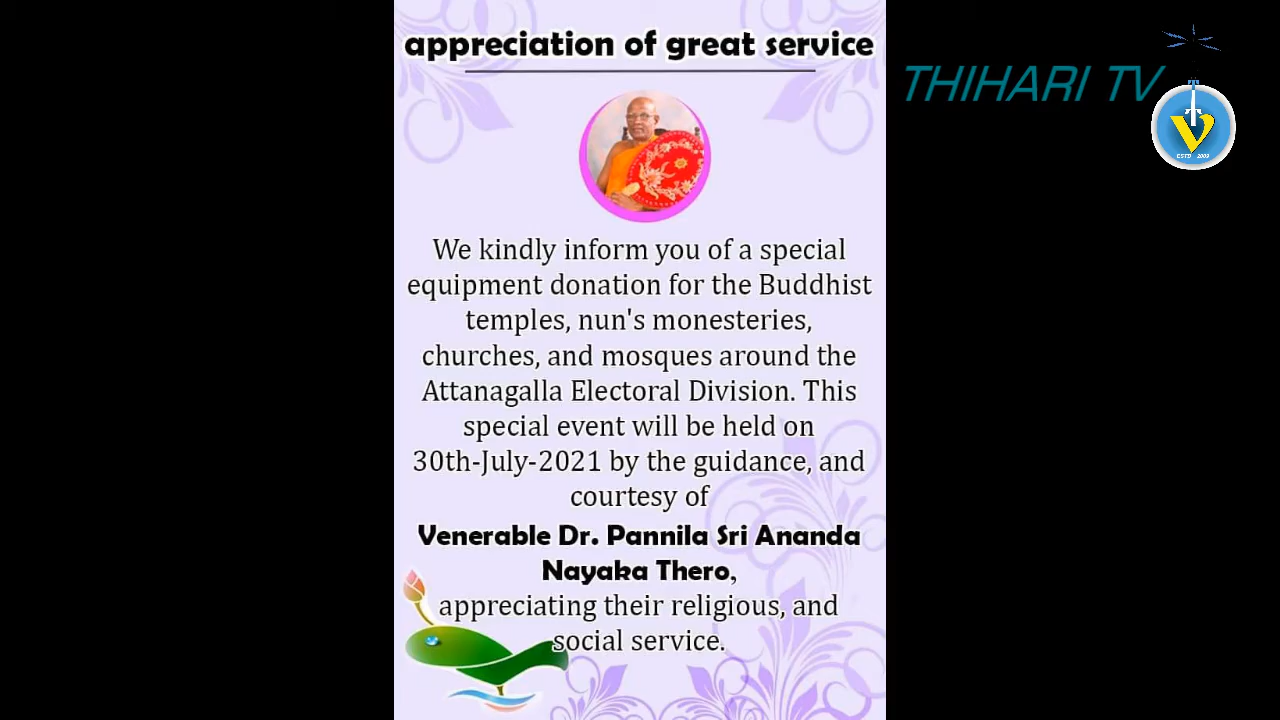 appreciation of great service
THIHARI TV
V
ESTD 2009
We kindly inform you of a special
equipment donation for the Buddhist
temples, nun's monesteries,
churches, and mosques around the
Attanagalla Electoral Division. This
special event will be held on
30th-July-2021 by the guidance, and
courtesy of
Venerable Dr. Pannila Sri Ananda
Nayaka Thero,
appreciating their religious, and
social service.